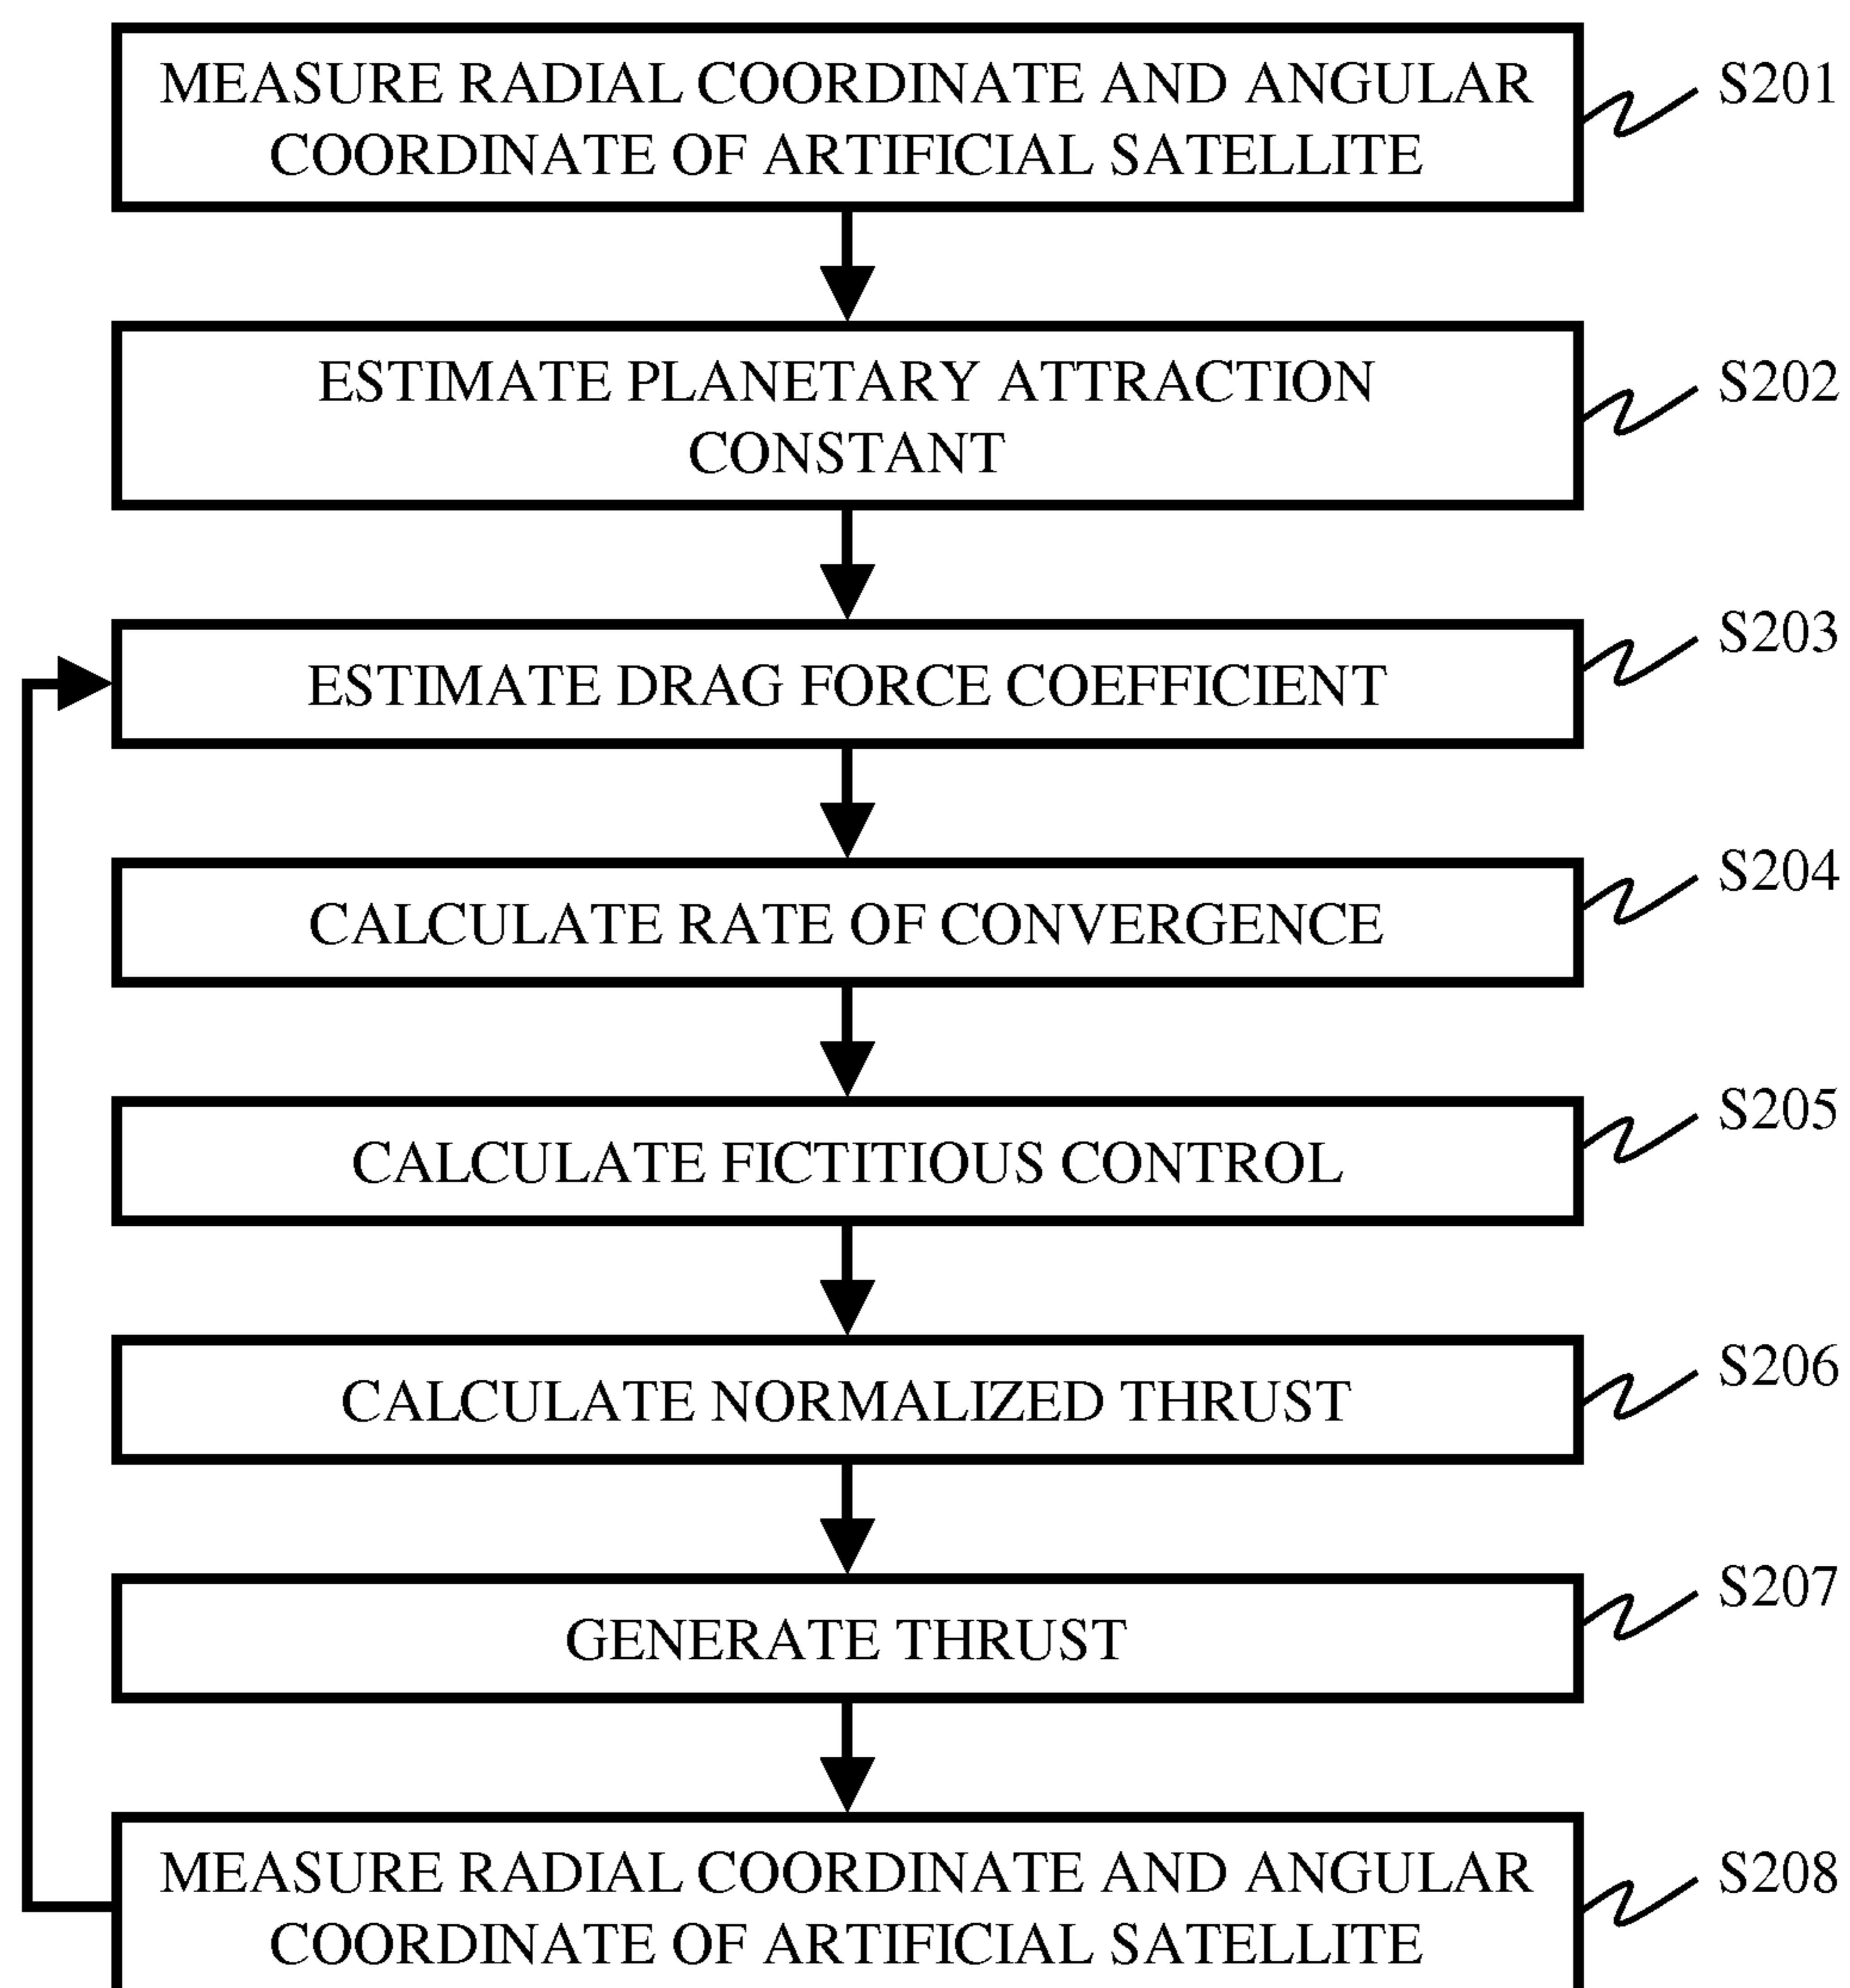 MEASURE RADIAL COORDINATE AND ANGULAR
COORDINATE OF ARTIFICIAL SATELLITE
S201
ESTIMATE PLANETARY ATTRACTION
CONSTANT
S202
ESTIMATE DRAG FORCE COEFFICIENT
S203
CALCULATE RATE OF CONVERGENCE
S204
CALCULATE FICTITIOUS CONTROL
S205
CALCULATE NORMALIZED THRUST
S206
GENERATE THRUST
S207
MEASURE RADIAL COORDINATE AND ANGULAR
COORDINATE OF ARTIFICIAL SATELLITE
S208